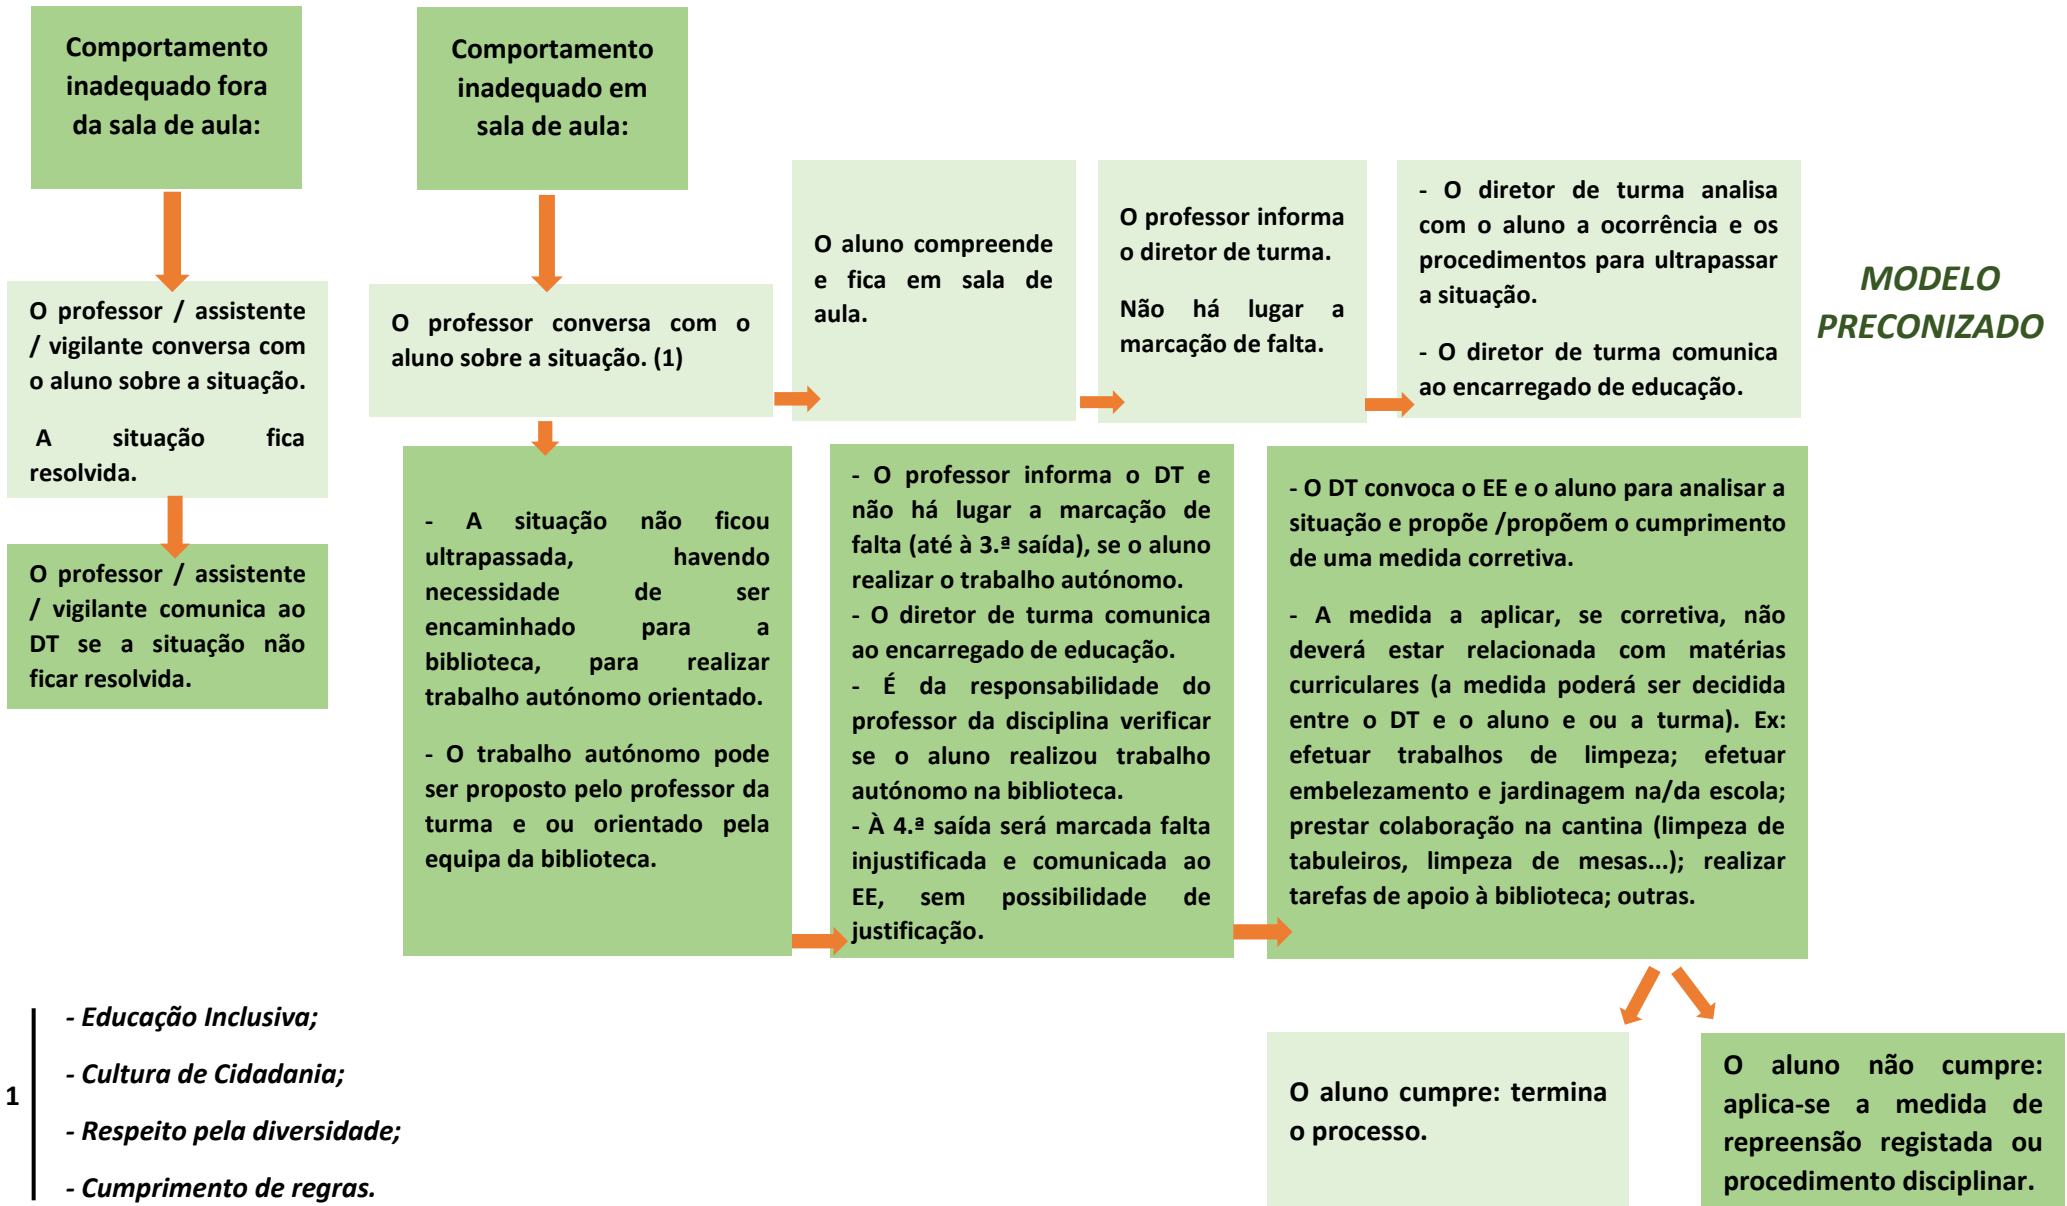 Comportamento
inadequado fora
da sala de aula:
O professor / assistente
/ vigilante conversa com
o aluno sobre a situação.
A situação fica
resolvida.
O professor / assistente
/ vigilante comunica ao
DT se a situação não
ficar resolvida.
Comportamento
inadequado em
sala de aula:
O professor conversa com o
aluno sobre a situação. (1)
O aluno compreende
e fica em sala de
aula.
O professor informa
o diretor de turma.
Não há lugar a
marcação de falta.
- O diretor de turma analisa
com o aluno a ocorrência e os
procedimentos para ultrapassar
a situação.
- O diretor de turma comunica
ao encarregado de educação.
MODELO
PRECONIZADO
- A situação não ficou
ultrapassada, havendo
necessidade de ser
encaminhado para a
biblioteca, para realizar
trabalho autónomo orientado.
- O trabalho autónomo pode
ser proposto pelo professor da
turma e ou orientado pela
equipa da biblioteca.
- O professor informa o DT e
não há lugar a marcação de
falta (até à 3.ª saída), se o aluno
realizar o trabalho autónomo.
- O diretor de turma comunica
ao encarregado de educação.
- É da responsabilidade do
professor da disciplina verificar
se o aluno realizou trabalho
autónomo na biblioteca.
- À 4.ª saída será marcada falta
injustificada e comunicada ao
EE, sem possibilidade de
justificação.
- O DT convoca o EE e o aluno para analisar a
situação e propõe /propõem o cumprimento
de uma medida corretiva.
- A medida a aplicar, se corretiva, não
deverá estar relacionada com matérias
curriculares (a medida poderá ser decidida
entre o DT e o aluno e ou a turma). Ex:
efetuar trabalhos de limpeza; efetuar
embelezamento e jardinagem na/da escola;
prestar colaboração na cantina (limpeza de
tabuleiros, limpeza de mesas...); realizar
tarefas de apoio à biblioteca; outras.
O aluno cumpre: termina
o processo.
O aluno não cumpre:
aplica-se a medida de
repreensão registada ou
procedimento disciplinar.
1
- Educação Inclusiva;
- Cultura de Cidadania;
- Respeito pela diversidade;
- Cumprimento de regras.